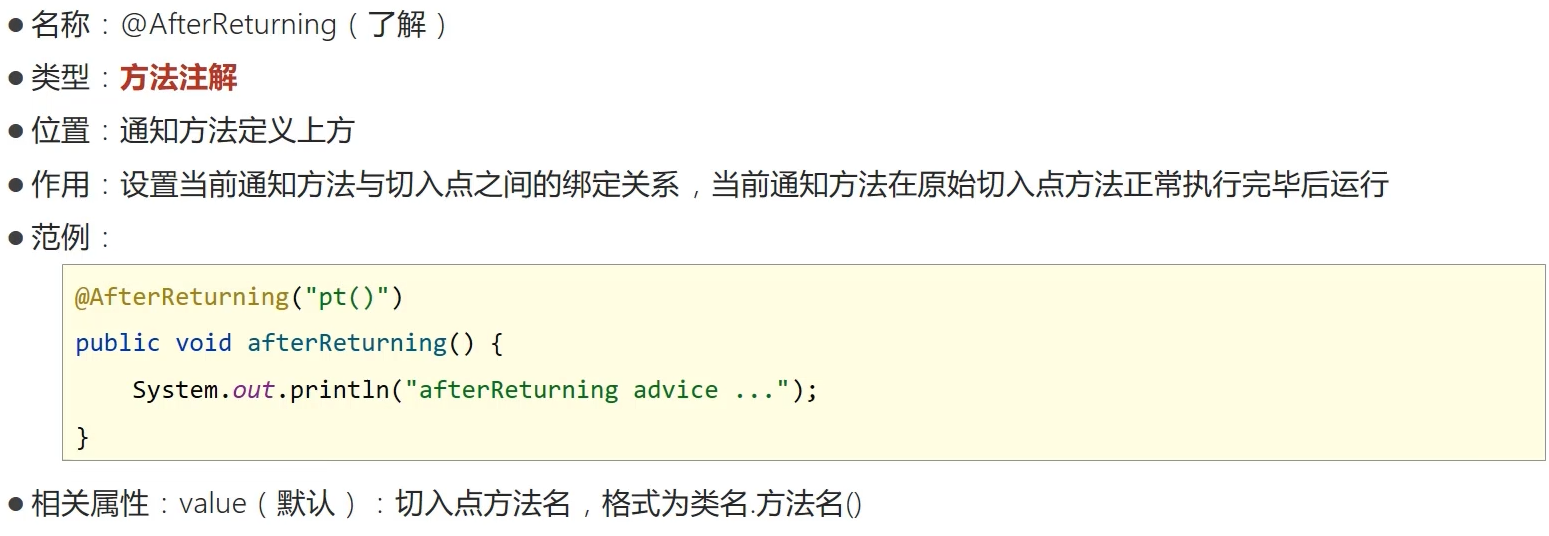 ● 名称：@AfterReturning（了解）
● 类型：方法注解
● 位置：通知方法定义上方
● 作用：设置当前通知方法与切入点之间的绑定关系，当前通知方法在原始切入点方法正常执行完毕后运行
● 范例：
@AfterReturning("pt()")
public void afterReturning() {
    System.out.println("afterReturning advice ...");
}
● 相关属性：value（默认）：切入点方法名，格式为类名.方法名()